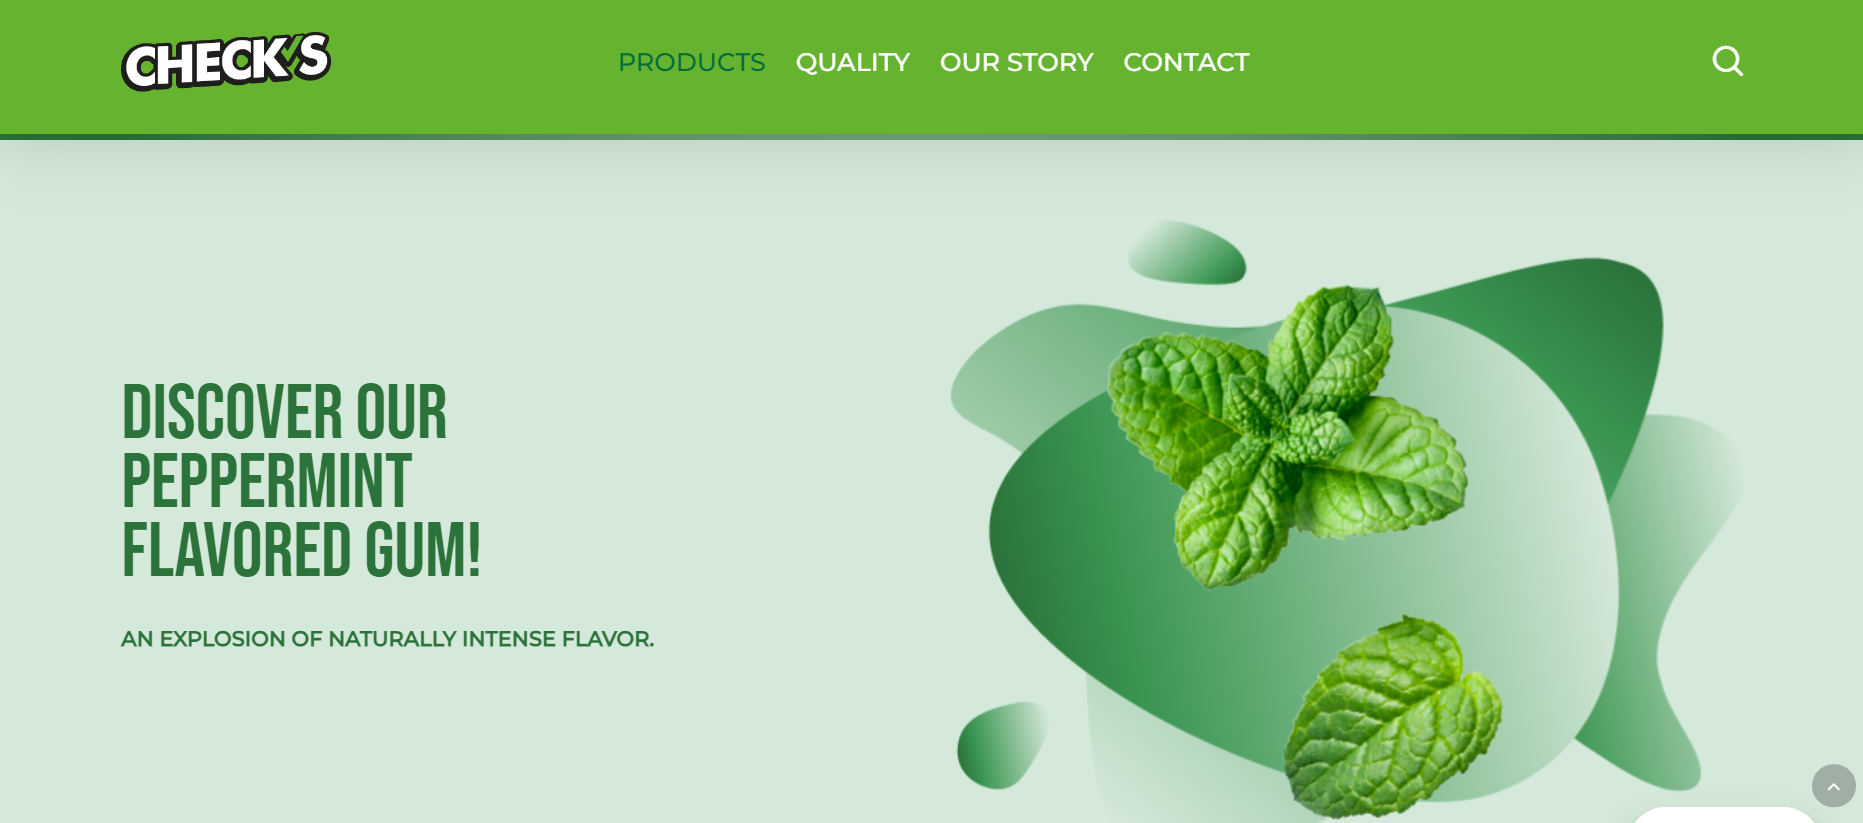 CHECK'S
PRODUCTS QUALITY OUR STORY CONTACT
DISCOVER OUR
PEPPERMINT
FLAVORED GUM!
AN EXPLOSION OF NATURALLY INTENSE FLAVOR.